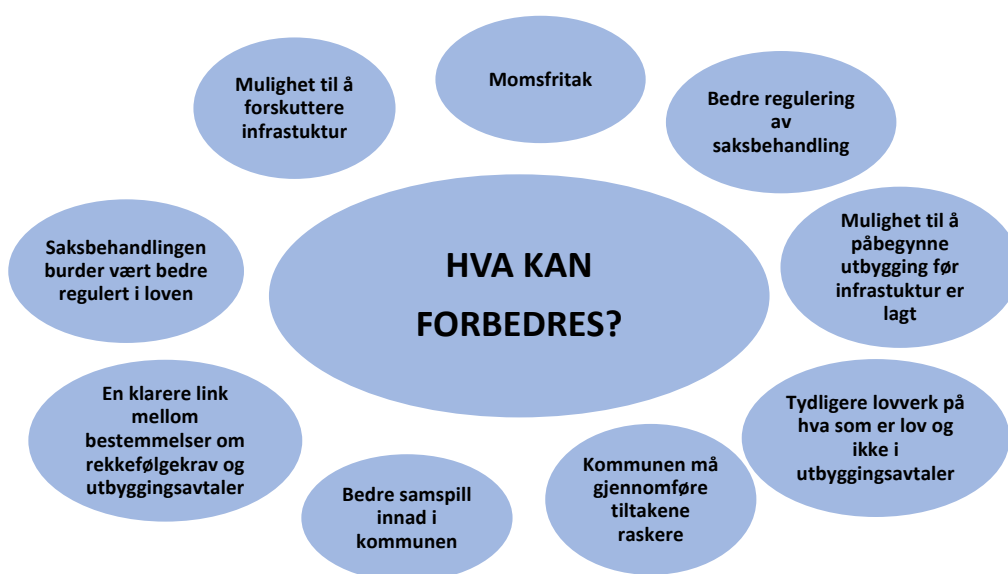 Momsfritak
Mulighet til å
forskuttere
infrastuktur
Bedre regulering
av
saksbehandling
Saksbehandlingen
burder vært bedre
regulert i loven
HVA KAN
FORBEDRES?
Mulighet til å
påbegynne
utbygging før
infrastuktur er
lagt
En klarere link
mellom
bestemmelser om
rekkefølgekrav og
utbyggingsavtaler
Bedre samspill
innad i
kommunen
Kommunen må
gjennomføre
tiltakene
raskere
Tydligere lovverk på
hva som er lov og
ikke i
utbyggingsavtaler